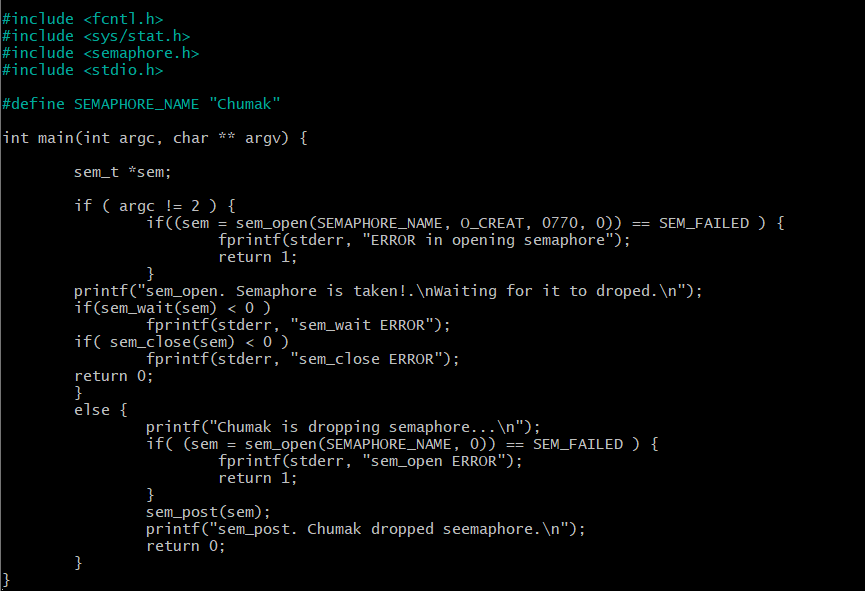 #include <fcntl.h>
#include <sys/stat.h>
#include <semaphore.h>
#include <stdio.h>

#define SEMAPHORE_NAME "Chumak"

int main(int argc, char ** argv) {

        sem_t *sem;

        if ( argc != 2 ) {
                if((sem = sem_open(SEMAPHORE_NAME, O_CREAT, 0770, 0)) == SEM_FAILED ) {
                        fprintf(stderr, "ERROR in opening semaphore");
                        return 1;
                }
        printf("sem_open. Semaphore is taken!.\nWaiting for it to droped.\n");
        if(sem_wait(sem) < 0 )
                fprintf(stderr, "sem_wait ERROR");
        if( sem_close(sem) < 0 )
                fprintf(stderr, "sem_close ERROR");
        return 0;
        }
        else {
                printf("Chumak is dropping semaphore...\n");
                if( (sem = sem_open(SEMAPHORE_NAME, 0)) == SEM_FAILED ) {
                        fprintf(stderr, "sem_open ERROR");
                        return 1;
                }
                sem_post(sem);
                printf("sem_post. Chumak dropped seemaphore.\n");
                return 0;
        }
}